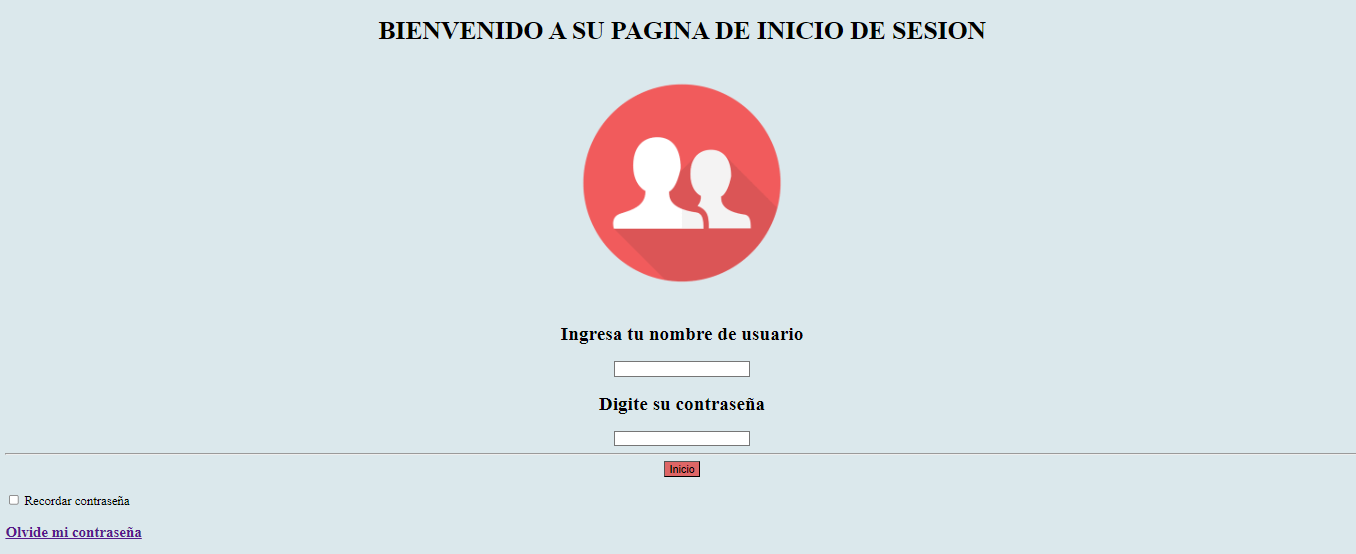 BIENVENIDO A SU PAGINA DE INICIO DE SESION
Ingresa tu nombre de usuario
Digite su contraseña
Inicio
Recordar contraseña
Olvide mi contraseña